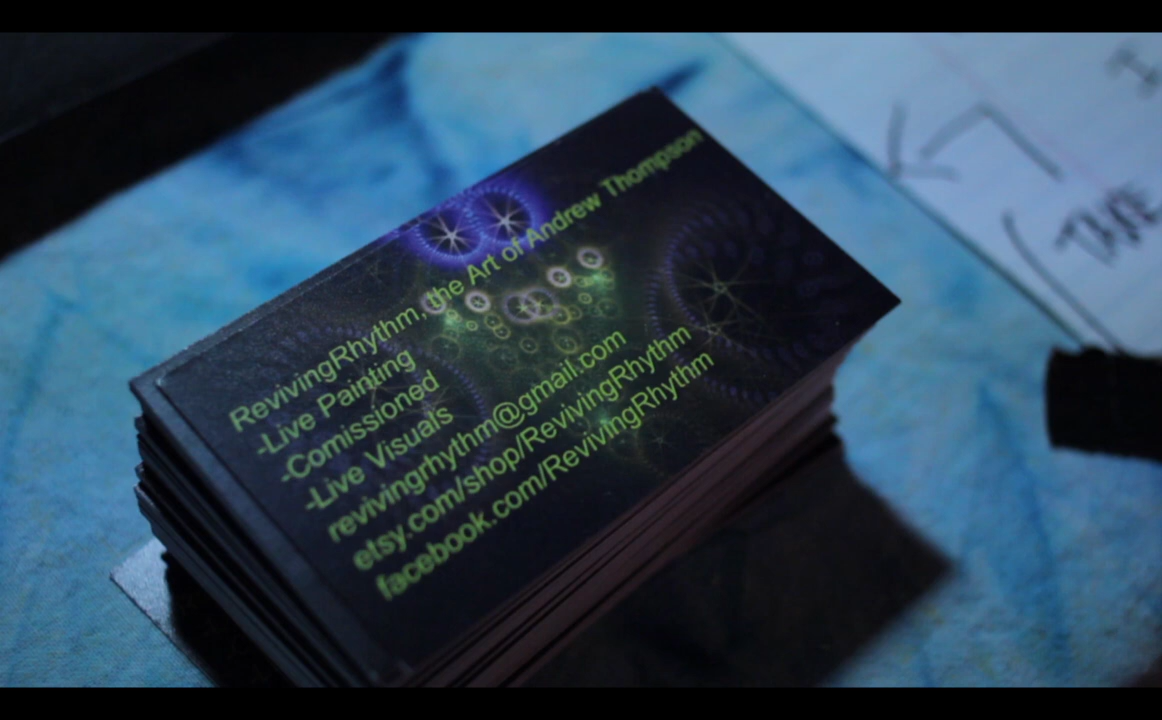 RevivingRhythm, the Art of Andrew Thompson
-Live Painting
-Comissioned
-Live Visuals
revivingrhythm@gmail.com
etsy.com/shop/RevivingRhythm
facebook.com/RevivingRhythm
TAKE